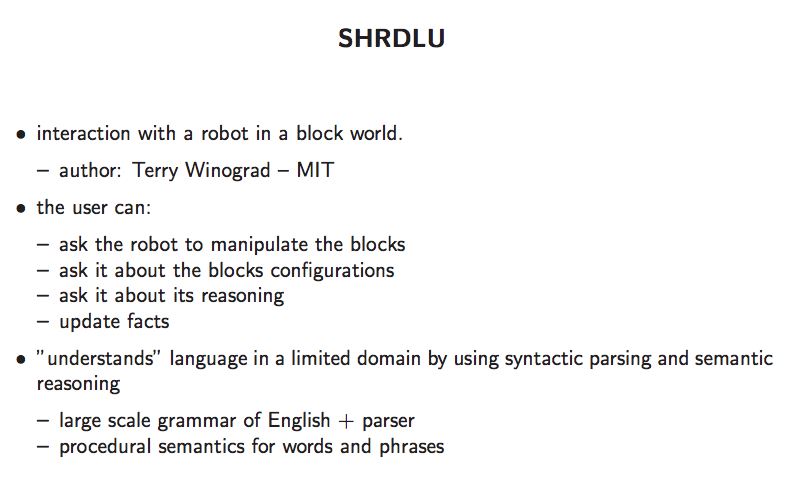 SHRDLU
• interaction with a robot in a block world.
– author: Terry Winograd – MIT
• the user can:
– ask the robot to manipulate the blocks
– ask it about the blocks configurations
– ask it about its reasoning
– update facts
• ”understands” language in a limited domain by using syntactic parsing and semantic
reasoning
– large scale grammar of English + parser
– procedural semantics for words and phrases